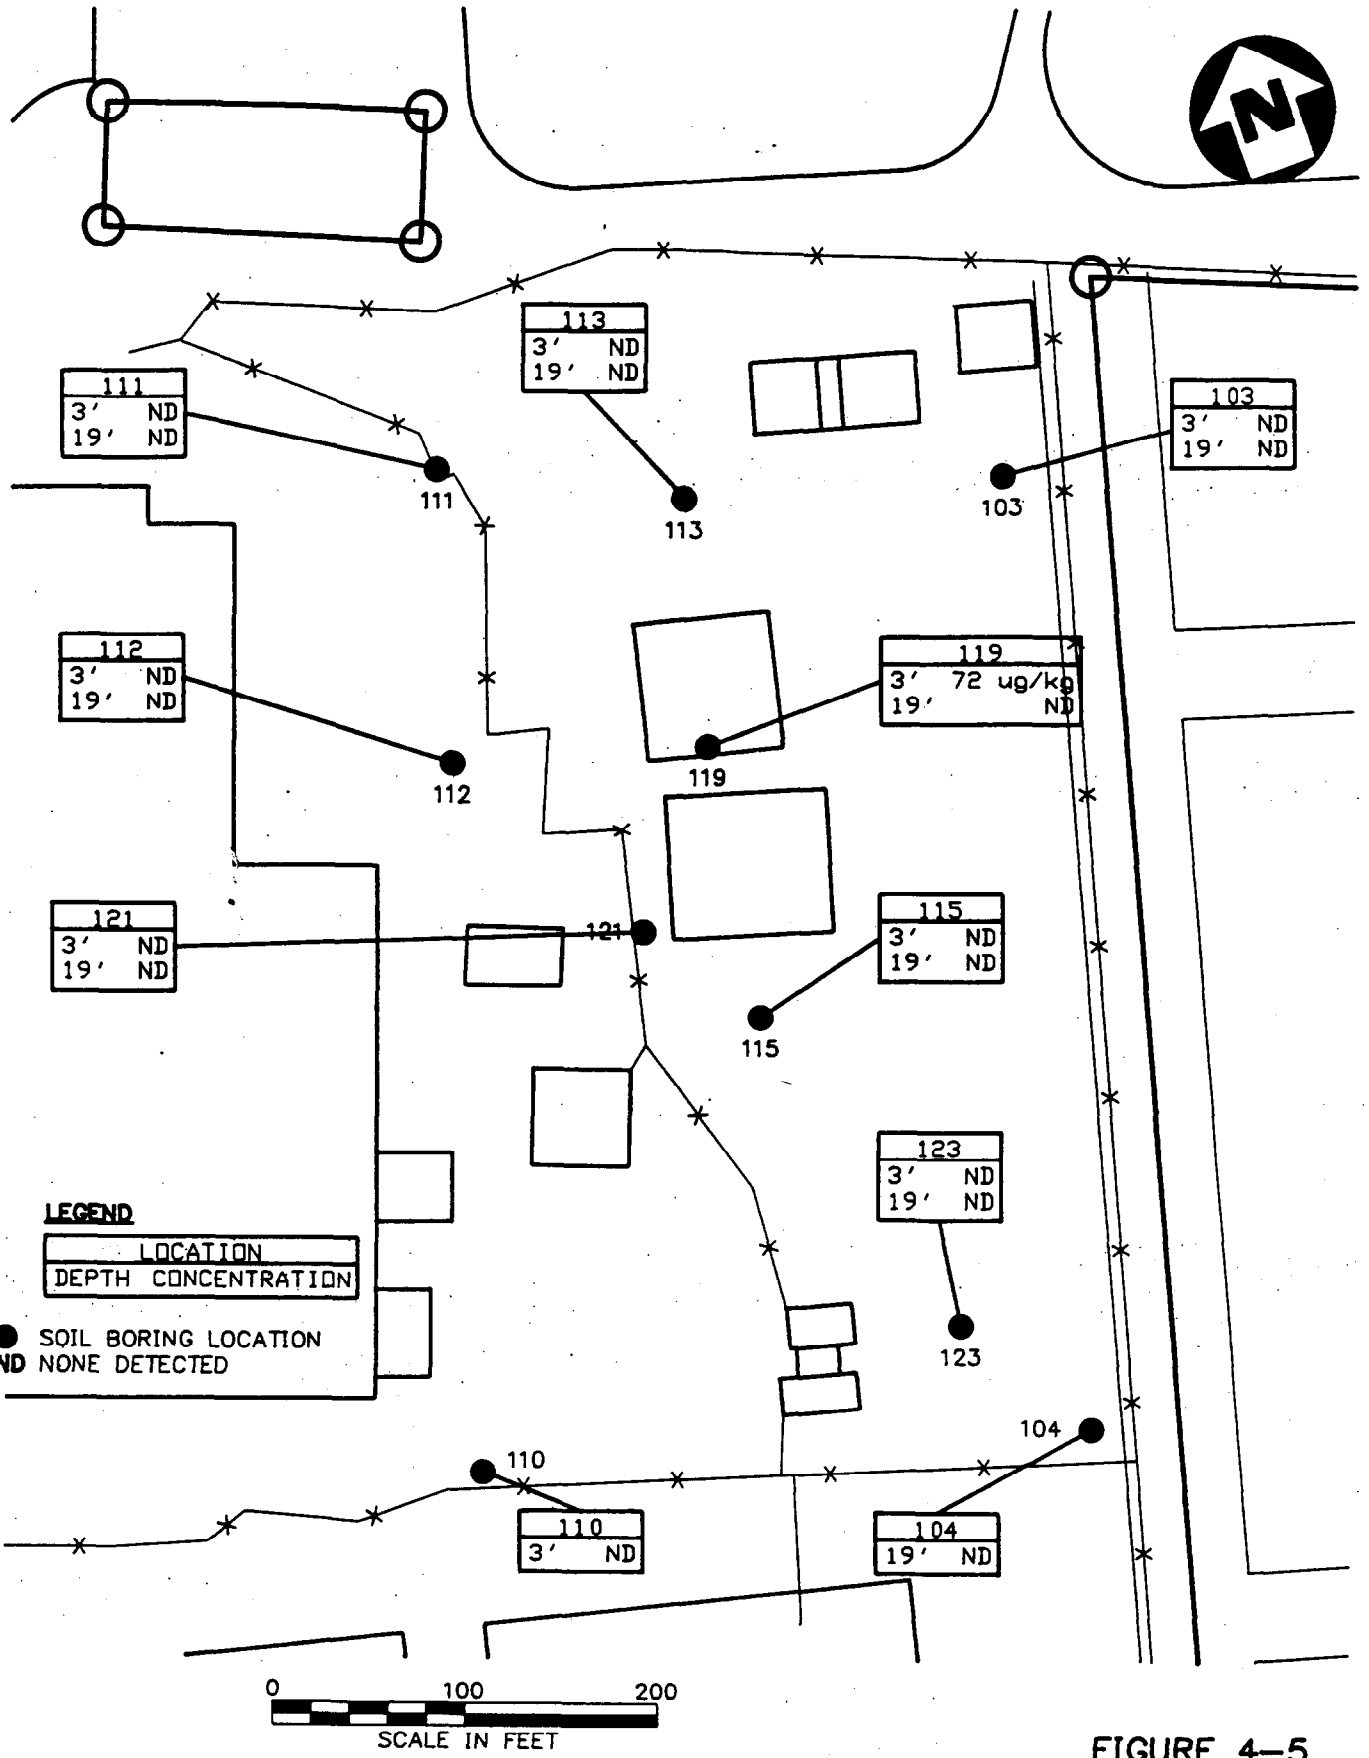 N
113
3' ND
19' ND
111
3' ND
19' ND
103
3' ND
19' ND
111
113
103
112
3' ND
19' ND
119
3' 72 ug/kg
19' ND
112
119
121
3' ND
19' ND
121
115
3' ND
19' ND
115
123
3' ND
19' ND
123
LEGEND
LOCATION
DEPTH CONCENTRATION
SOIL BORING LOCATION
ND NONE DETECTED
104
110
110
3' ND
104
19' ND
0 100 200
SCALE IN FEET
FIGURE 4-5